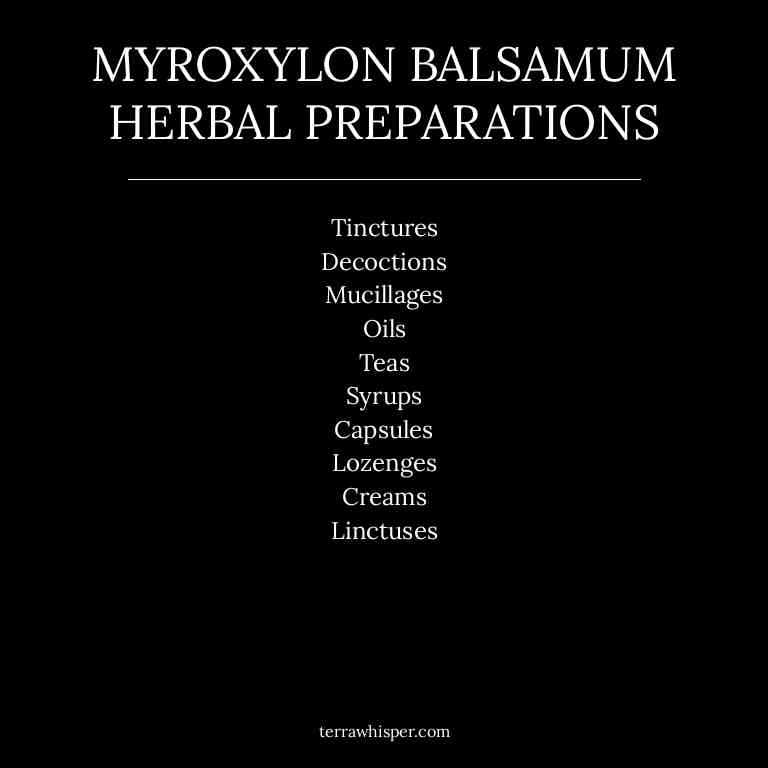 MYROXYLON BALSAMUM
HERBAL PREPARATIONS
Tinctures
Decoctions
Mucillages
Oils
Teas
Syrups
Capsules
Lozenges
Creams
Linctuses
terrawhisper.com